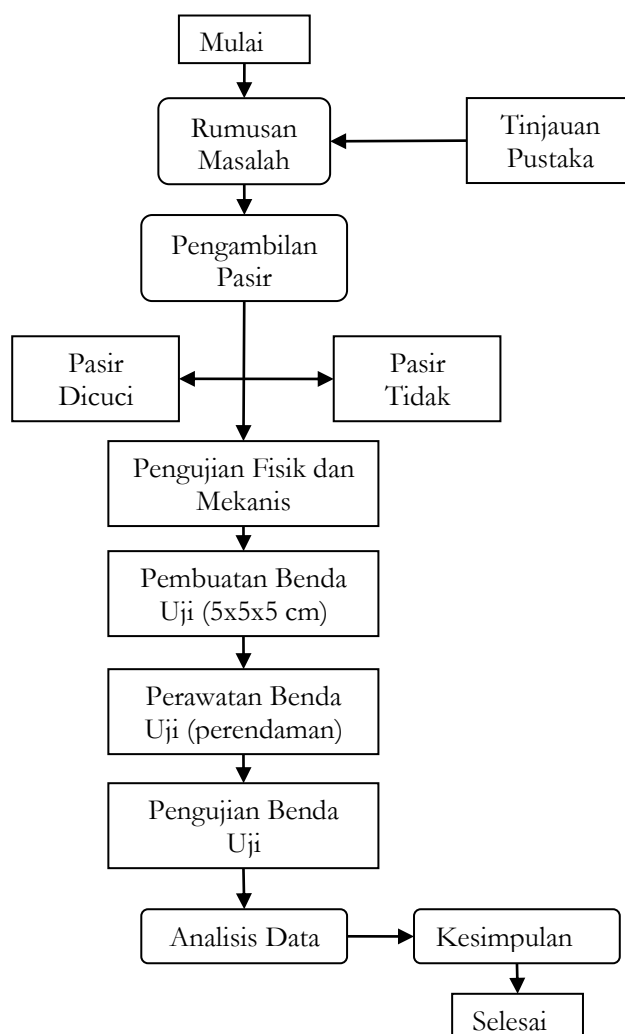 Mulai
Rumusan
Masalah
Tinjauan
Pustaka
Pengambilan
Pasir
Pasir
Dicuci
Pasir
Tidak
Pengujian Fisik dan
Mekanis
Pembuatan Benda
Uji (5x5x5 cm)
Perawatan Benda
Uji (perendaman)
Pengujian Benda
Uji
Analisis Data
Kesimpulan
Selesai